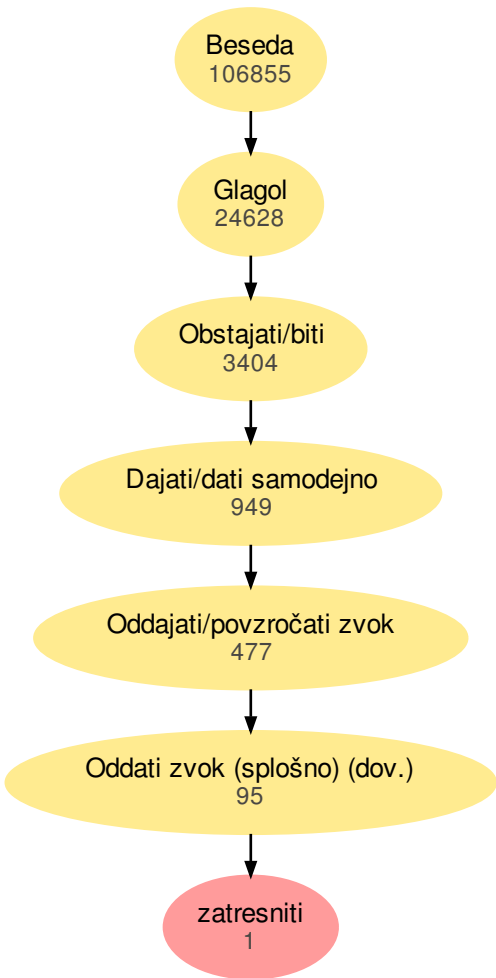 Beseda
106855
Glagol
24628
Obstajati/biti
3404
Dajati/dati samodejno
949
Oddajati/povzročati zvok
477
Oddati zvok (splošno) (dov.)
95
zatresniti
1